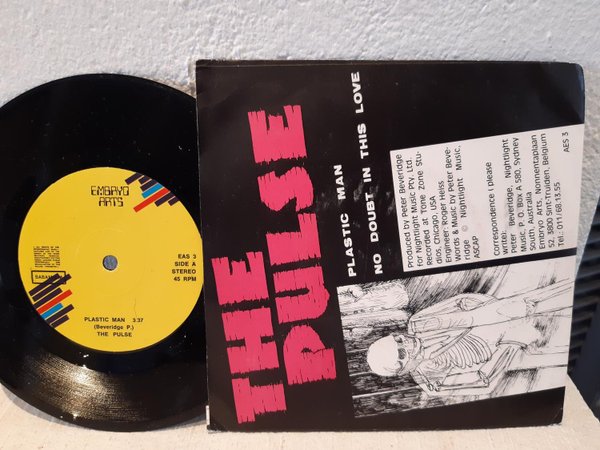 EMBRYO
ARTS
EAS 3
SIDE A
STEREO
45 RPM
PLASTIC MAN 3:37
(Beveridge P.)
THE PULSE
THE
PULSE
PLASTIC MAN
NO DOUBT IN THIS LOVE
Produced by Peter Beveridge
for Nightlight Music Pty. Ltd.
Recorded at Tone Zone Stu-
dios, Chicago, USA
Engineer: Roger Heiss
Words & Music by Peter Beve-
ridge © Nightlight Music,
ASCAP
Correspondence : please
write:
Peter Beveridge, Nightlight
Music, P.O. Box A 580, Sydney
South, Australia
Embryo Arts, Nonnentaplaan
52, 3800 Sint-Truiden, Belgium
Tel.: 011.68.13.55
AES 3